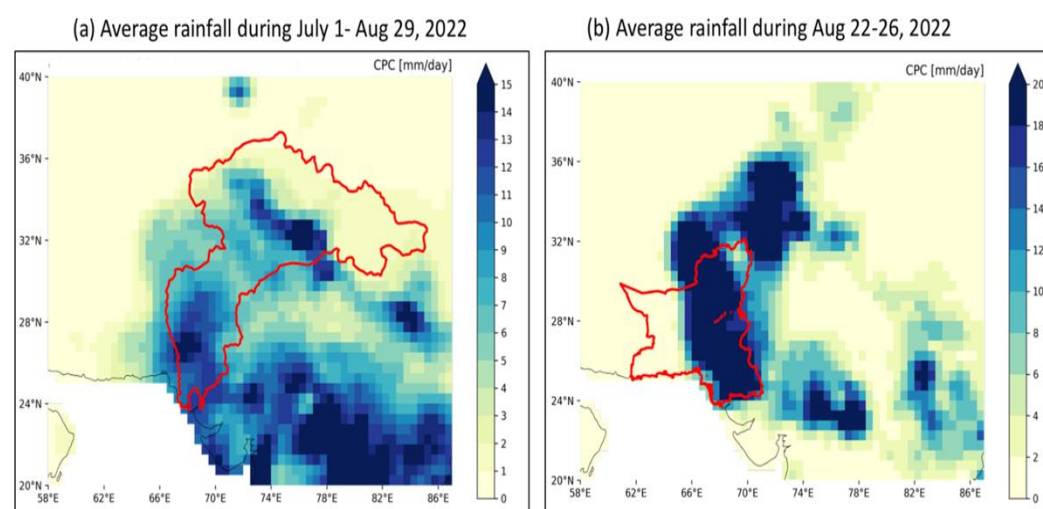 (a) Average rainfall during July 1- Aug 29, 2022
(b) Average rainfall during Aug 22-26, 2022
CPC [mm/day]
40°N
36°N
32°N
28°N
24°N
20°N
58°E
62°E
66°E
70°E
74°E
78°E
82°E
86°E
15
14
13
12
11
10
9
8
7
6
5
4
3
2
1
0
CPC [mm/day]
40°N
36°N
32°N
28°N
24°N
20°N
58°E
62°E
66°E
70°E
74°E
78°E
82°E
86°E
20
18
16
14
12
10
8
6
4
2
0